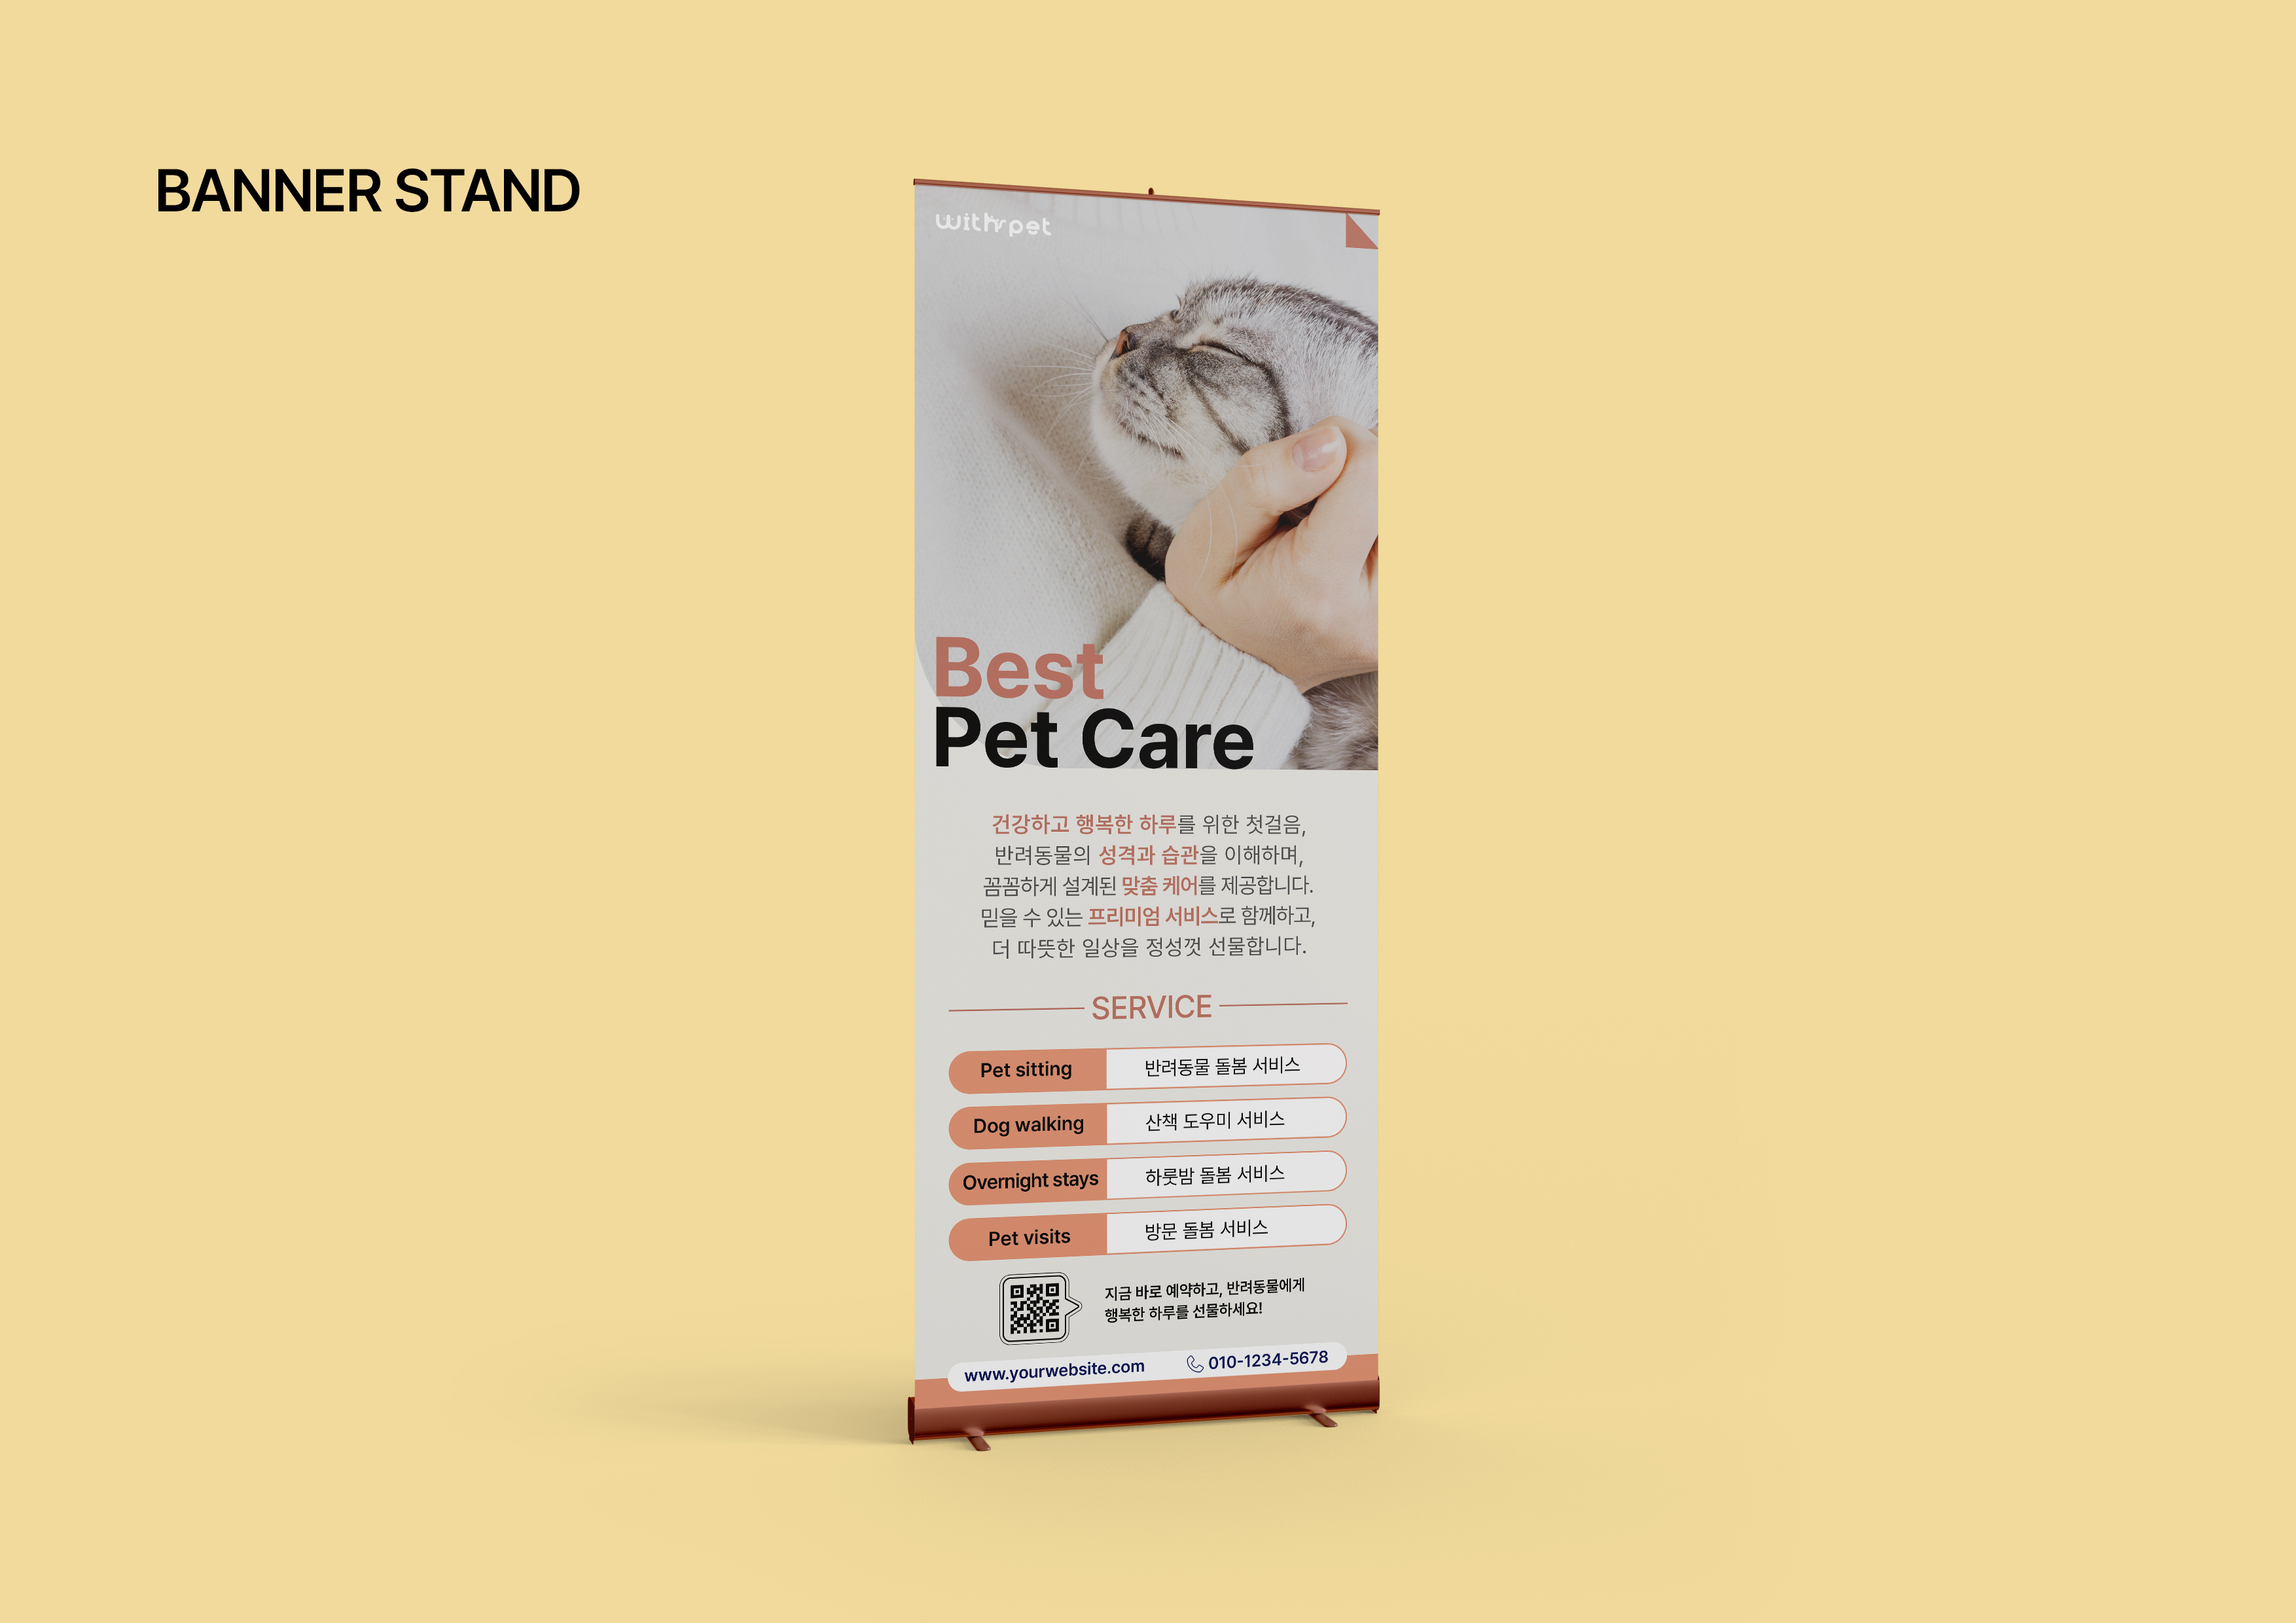 BANNER STAND
with pet
Best
Pet Care
건강하고 행복한 하루를 위한 첫걸음,
반려동물의 성격과 습관을 이해하며,
꼼꼼하게 설계된 맞춤 케어를 제공합니다.
믿을 수 있는 프리미엄 서비스로 함께하고,
더 따뜻한 일상을 정성껏 선물합니다.
SERVICE
Pet sitting 반려동물 돌봄 서비스
Dog walking 산책 도우미 서비스
Overnight stays 하룻밤 돌봄 서비스
Pet visits 방문 돌봄 서비스
지금 바로 예약하고, 반려동물에게
행복한 하루를 선물하세요!
www.yourwebsite.com 010-1234-5678